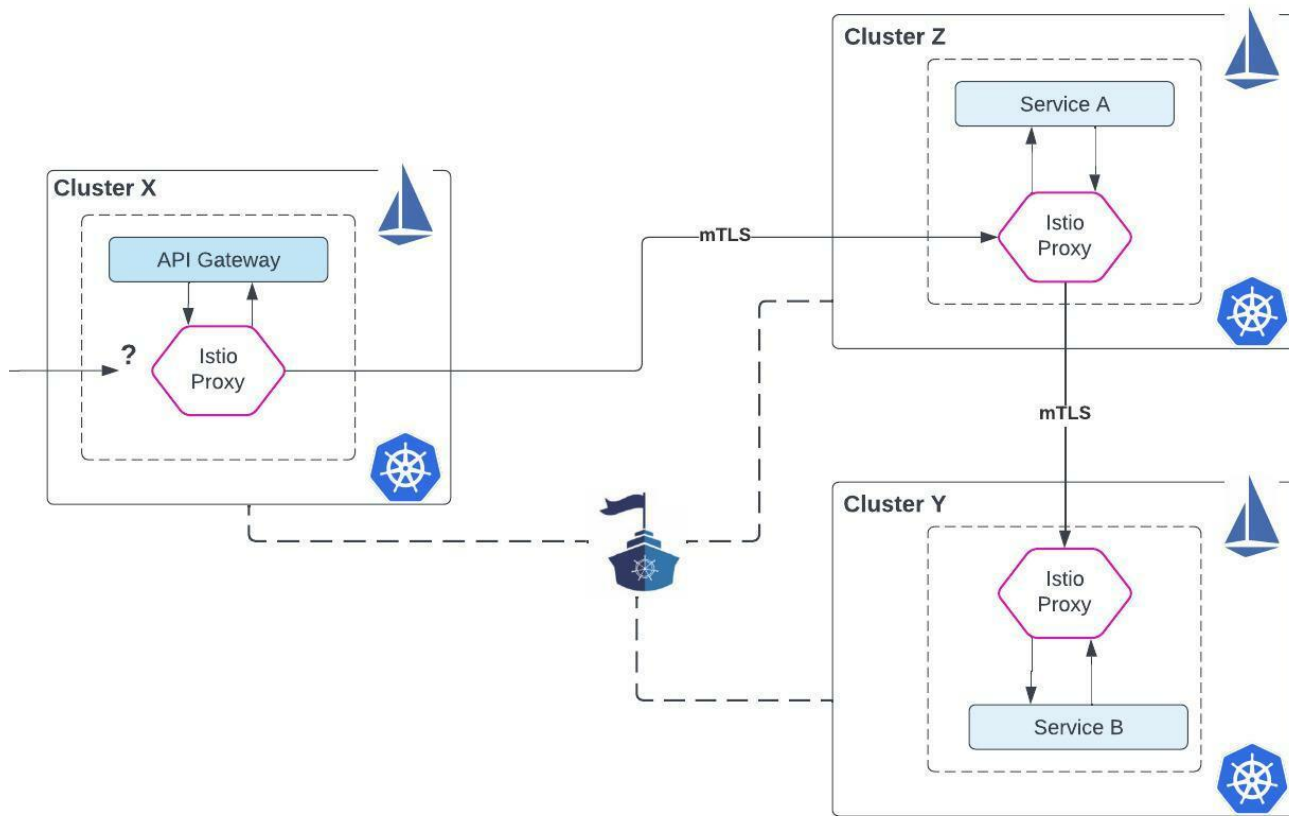 Cluster X
API Gateway
?
Istio
Proxy
mTLS
Cluster Z
Service A
Istio
Proxy
mTLS
Cluster Y
Istio
Proxy
Service B